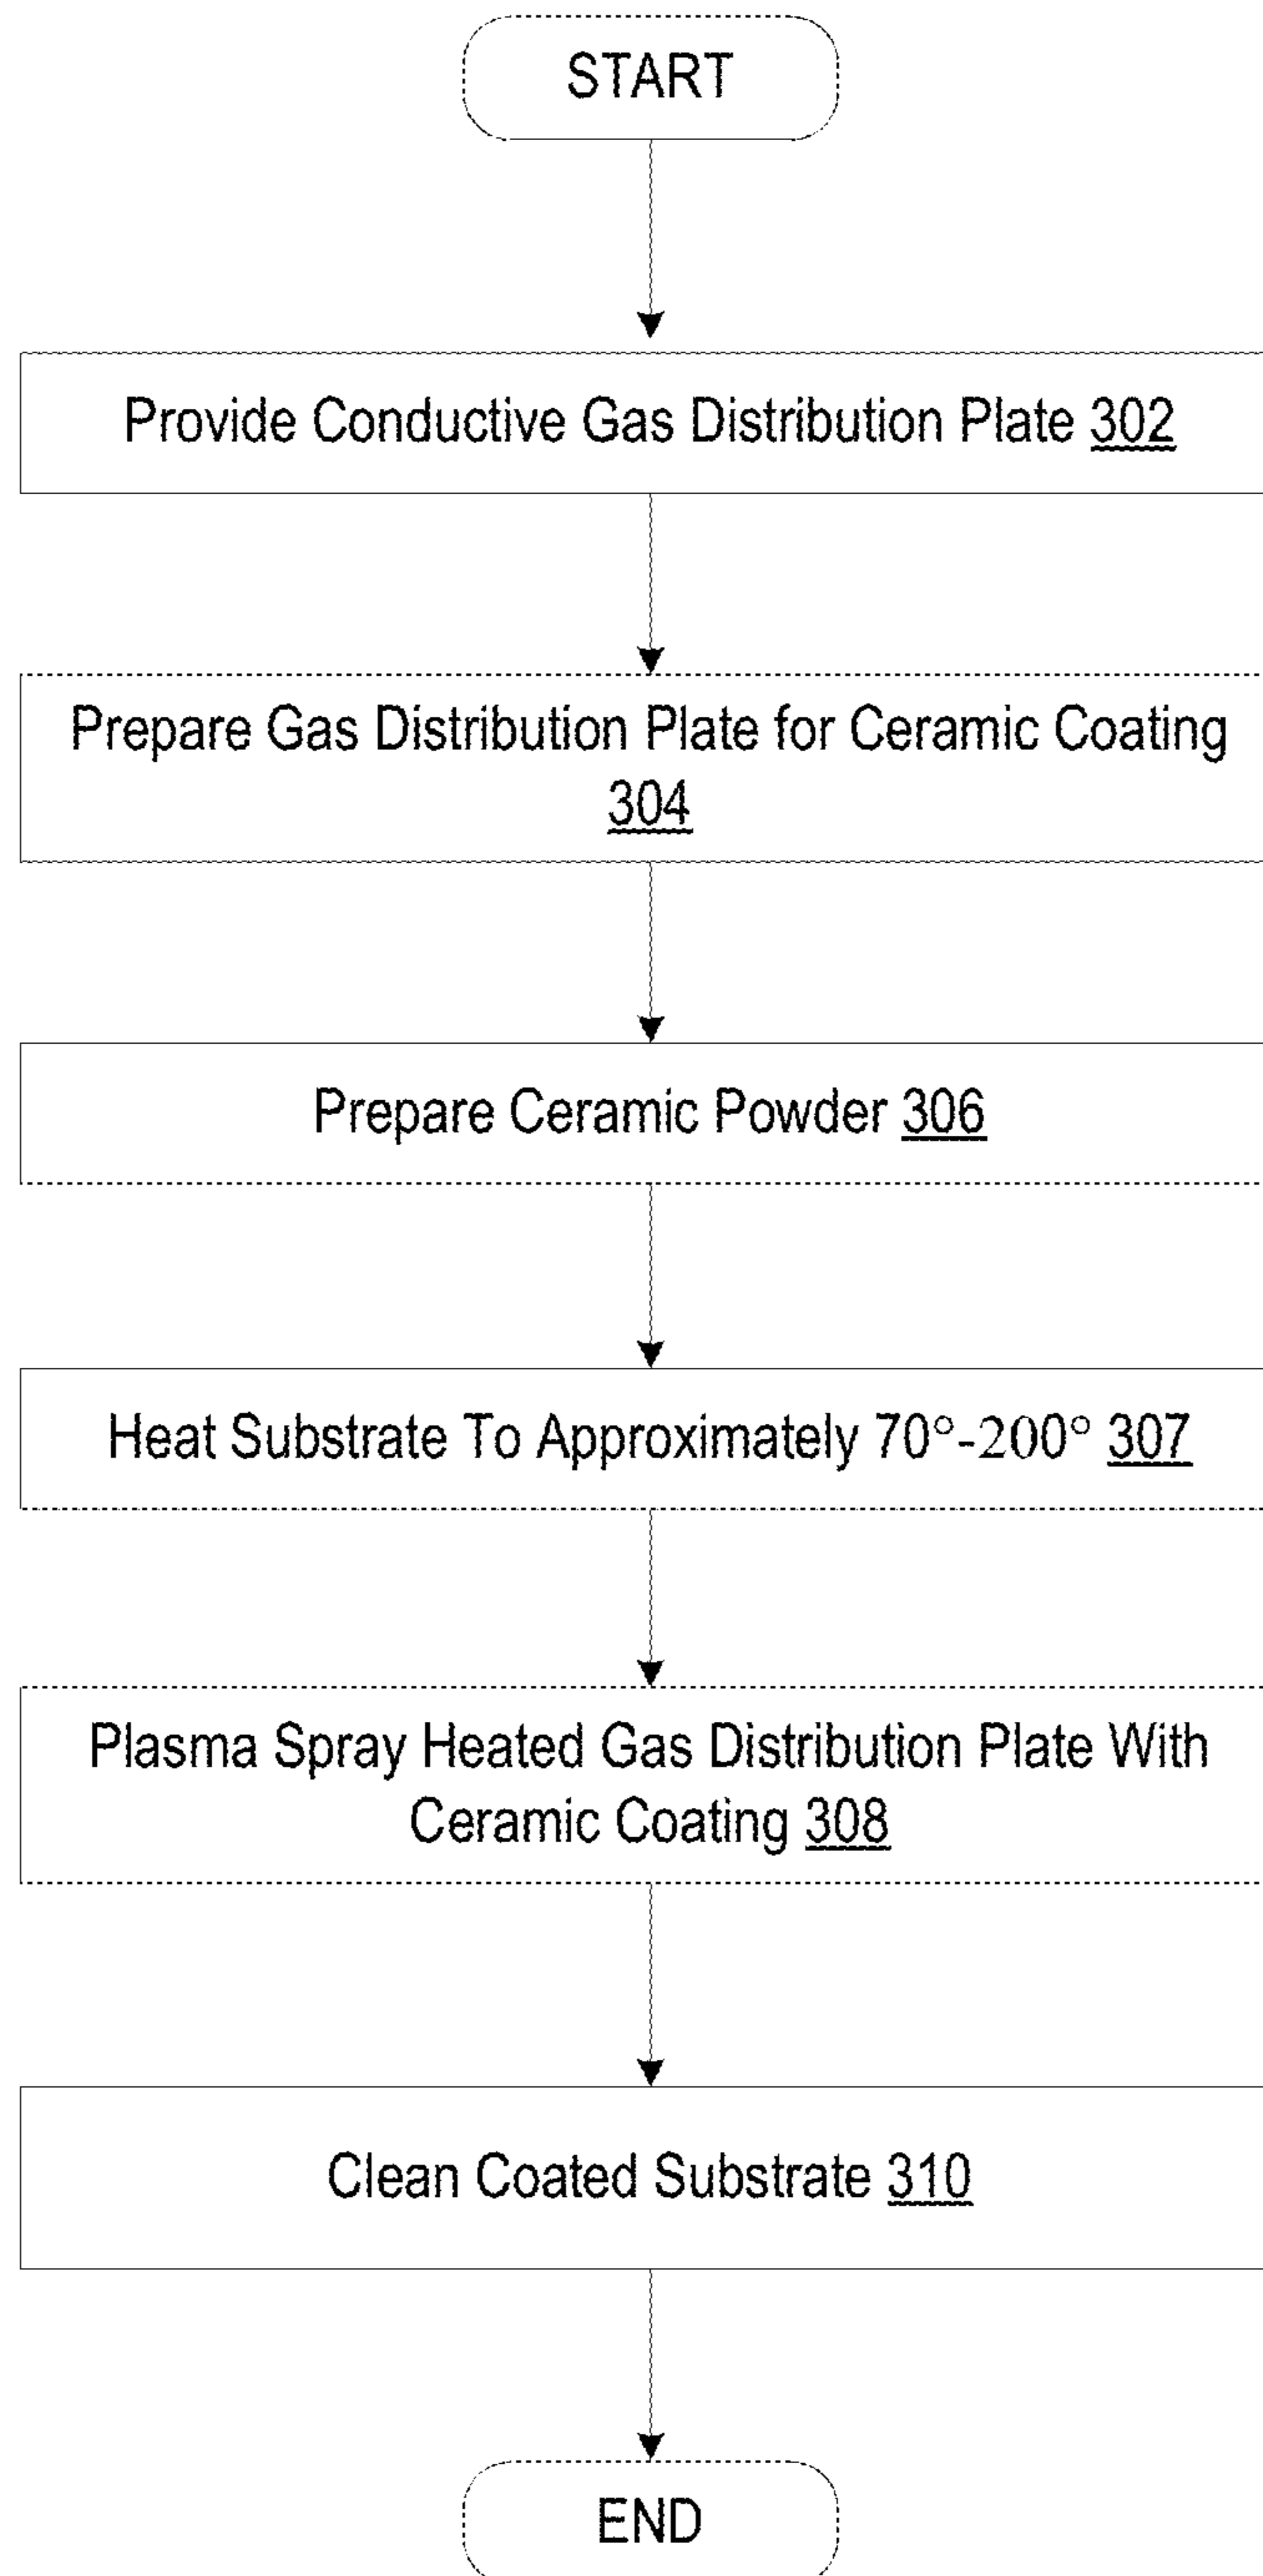 START
Provide Conductive Gas Distribution Plate 302
Prepare Gas Distribution Plate for Ceramic Coating
304
Prepare Ceramic Powder 306
Heat Substrate To Approximately 70°-200° 307
Plasma Spray Heated Gas Distribution Plate With
Ceramic Coating 308
Clean Coated Substrate 310
END